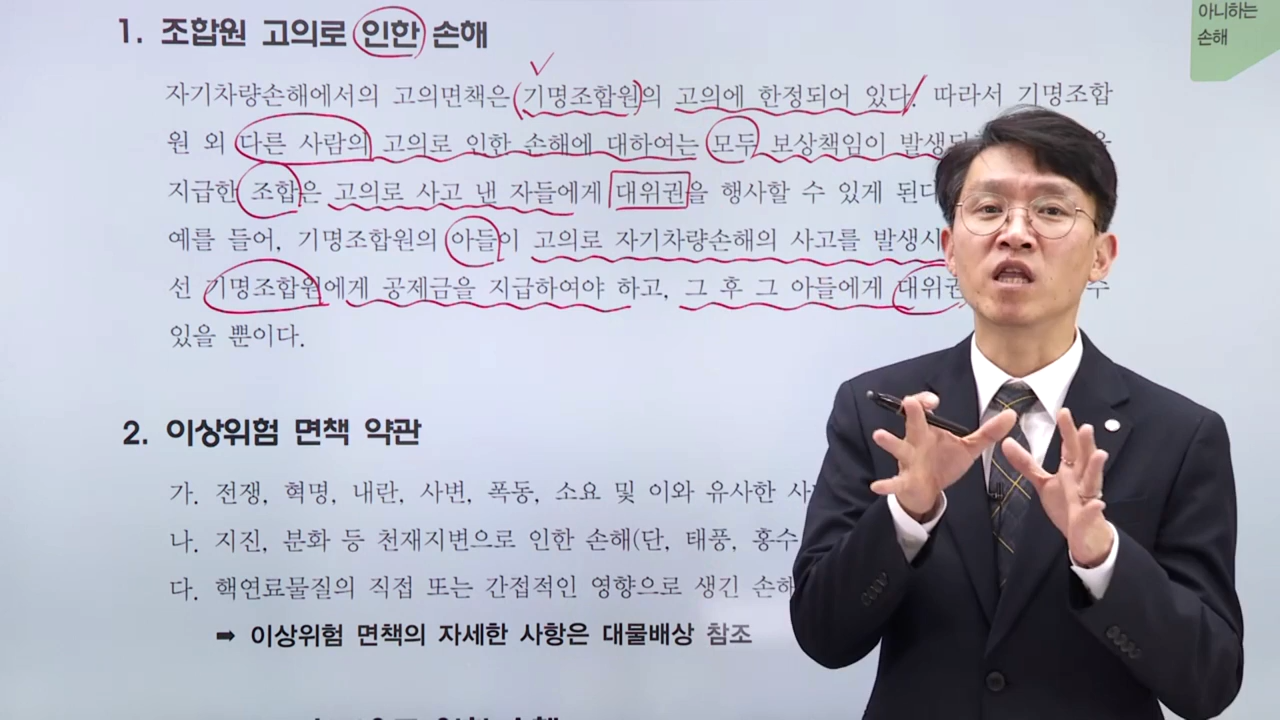 아니하는
손해
1. 조합원 고의로 인한 손해
자기차량손해에서의 고의면책은 (기명조합원)의 고의에 한정되어 있다. 따라서 기명조합
원 외 다른 사람의 고의로 인한 손해에 대하여는 모두 보상책임이 발생
지급한 조합은 고의로 사고 낸 자들에게 대위권을 행사할 수 있게 된다
예를 들어, 기명조합원의 아들이 고의로 자기차량손해의 사고를 발생시
선 기명조합원에게 공제금을 지급하여야 하고, 그 후 그 아들에게 대위권 수
있을 뿐이다.
2. 이상위험 면책 약관
가. 전쟁, 혁명, 내란, 사변, 폭동, 소요 및 이와 유사한
나. 지진, 분화 등 천재지변으로 인한 손해(단, 태풍, 홍수
다. 핵연료물질의 직접 또는 간접적인 영향으로 생긴 손해
➡ 이상위험 면책의 자세한 사항은 대물배상 참조